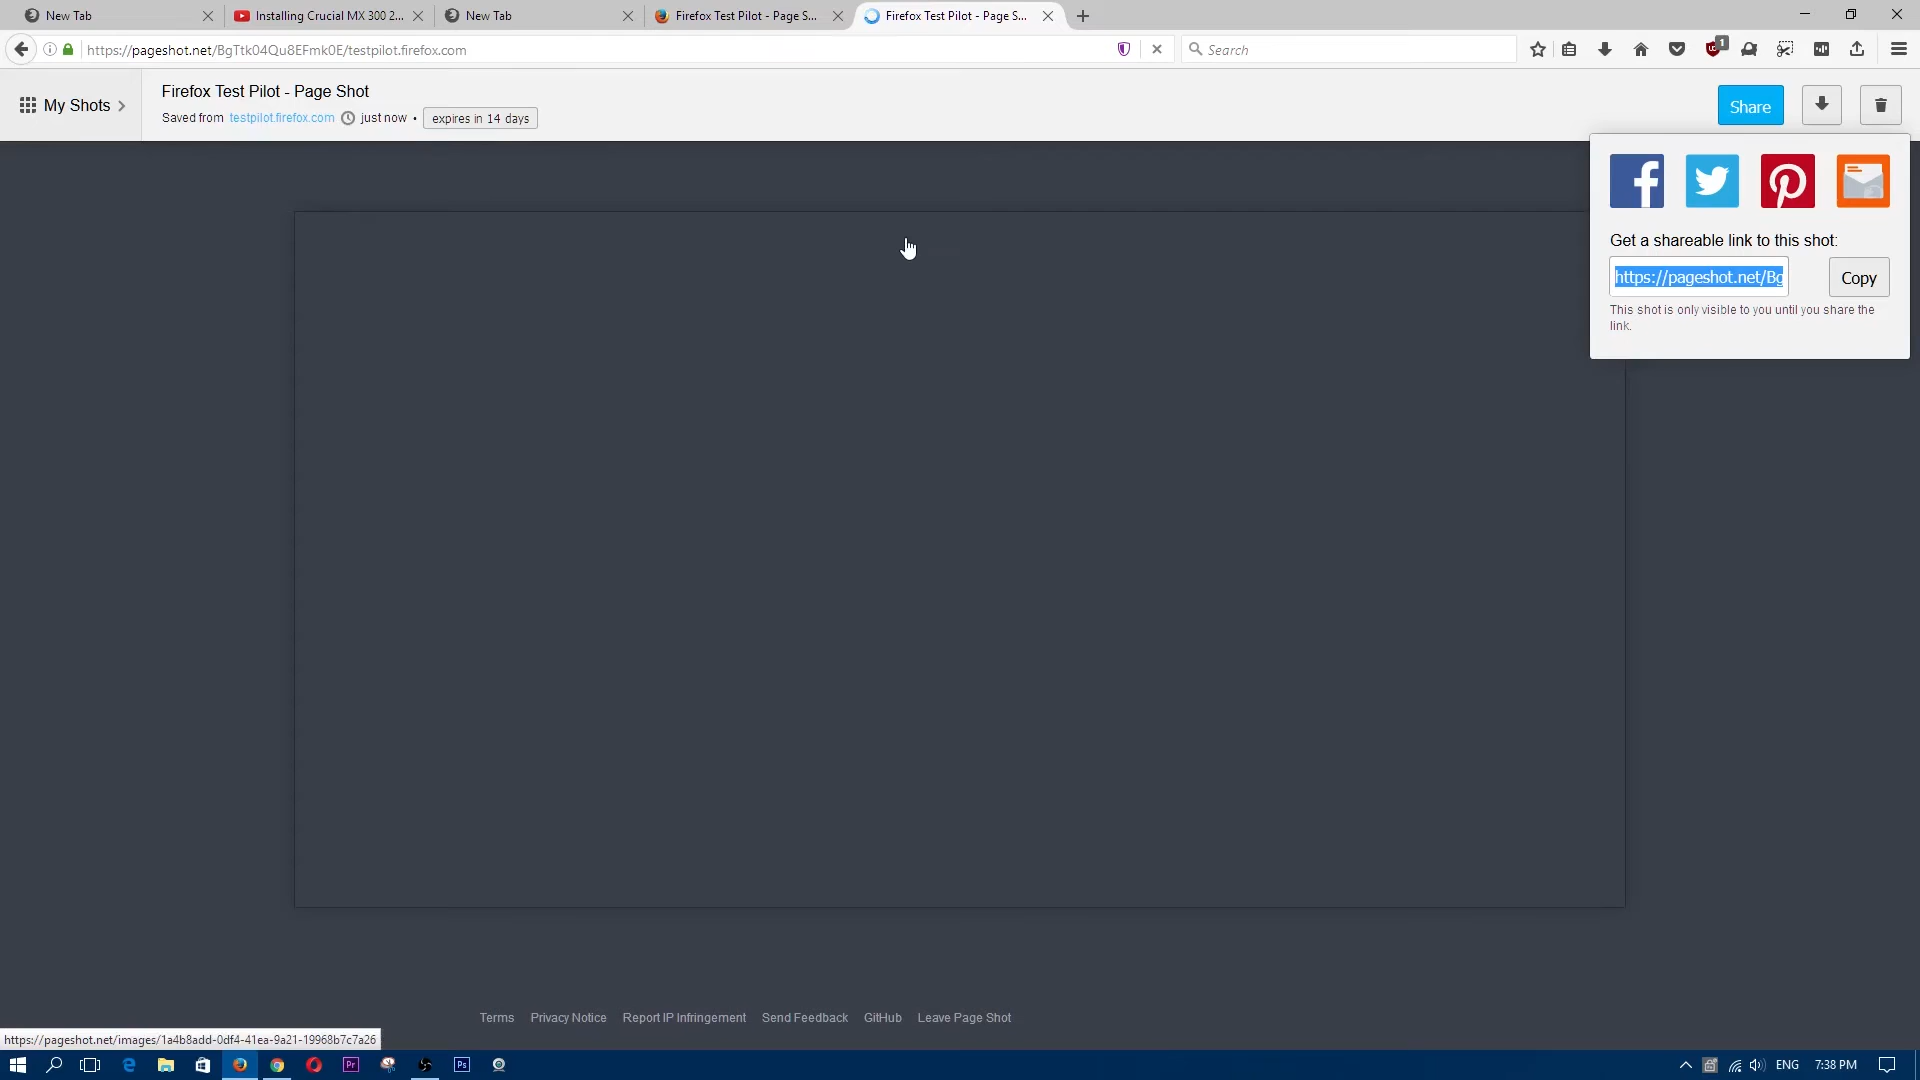 New Tab
Installing Crucial MX 300 2...
New Tab
Firefox Test Pilot - Page S...
Firefox Test Pilot - Page S...
https://pageshot.net/BgTtk04Qu8EFmk0E/testpilot.firefox.com
Search
1
My Shots
Firefox Test Pilot - Page Shot
Saved from testpilot.firefox.com just now • expires in 14 days
Share
Get a shareable link to this shot:
https://pageshot.net/Bg
Copy
This shot is only visible to you until you share the
link.
Terms Privacy Notice Report IP Infringement Send Feedback GitHub Leave Page Shot
https://pageshot.net/images/1a4b8add-0df4-41ea-9a21-19968b7c7a26
Pr
Ps
ENG
7:38 PM